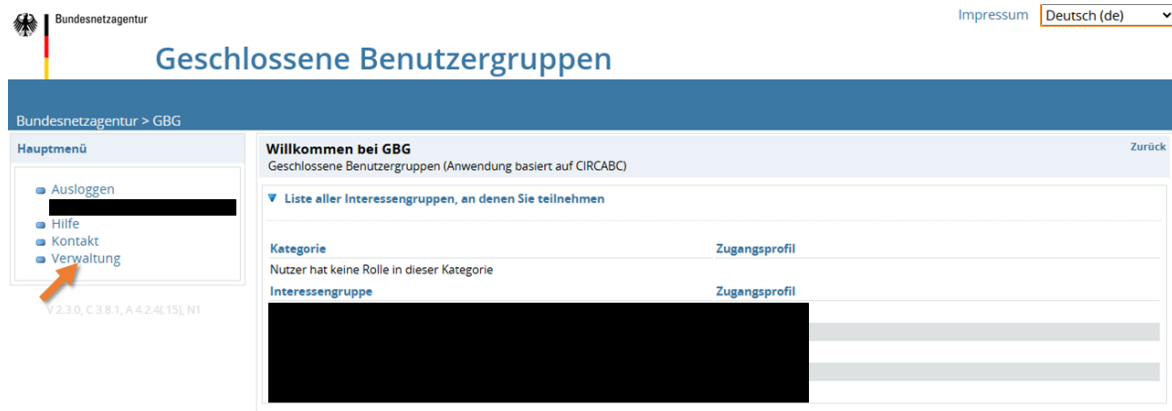 Bundesnetzagentur
Impressum
Deutsch (de)
Geschlossene Benutzergruppen
Bundesnetzagentur > GBG
Hauptmenü
Ausloggen
Hilfe
Kontakt
Verwaltung
V 2.3.0, C 3.8.1, A 4.2.4(.15), N1
Willkommen bei GBG
Zurück
Geschlossene Benutzergruppen (Anwendung basiert auf CIRCABC)
Liste aller Interessengruppen, an denen Sie teilnehmen
Kategorie Zugangsprofil
Nutzer hat keine Rolle in dieser Kategorie
Interessengruppe Zugangsprofil